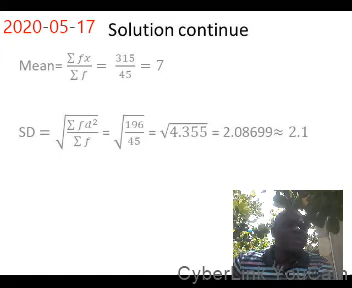 2020-05-17 Solution continue
Mean= Σfx/Σf = 315/45 = 7
SD = √(Σfd²/Σf) = √(196/45) = √4.355 = 2.08699≈ 2.1
CyberLink YouCam